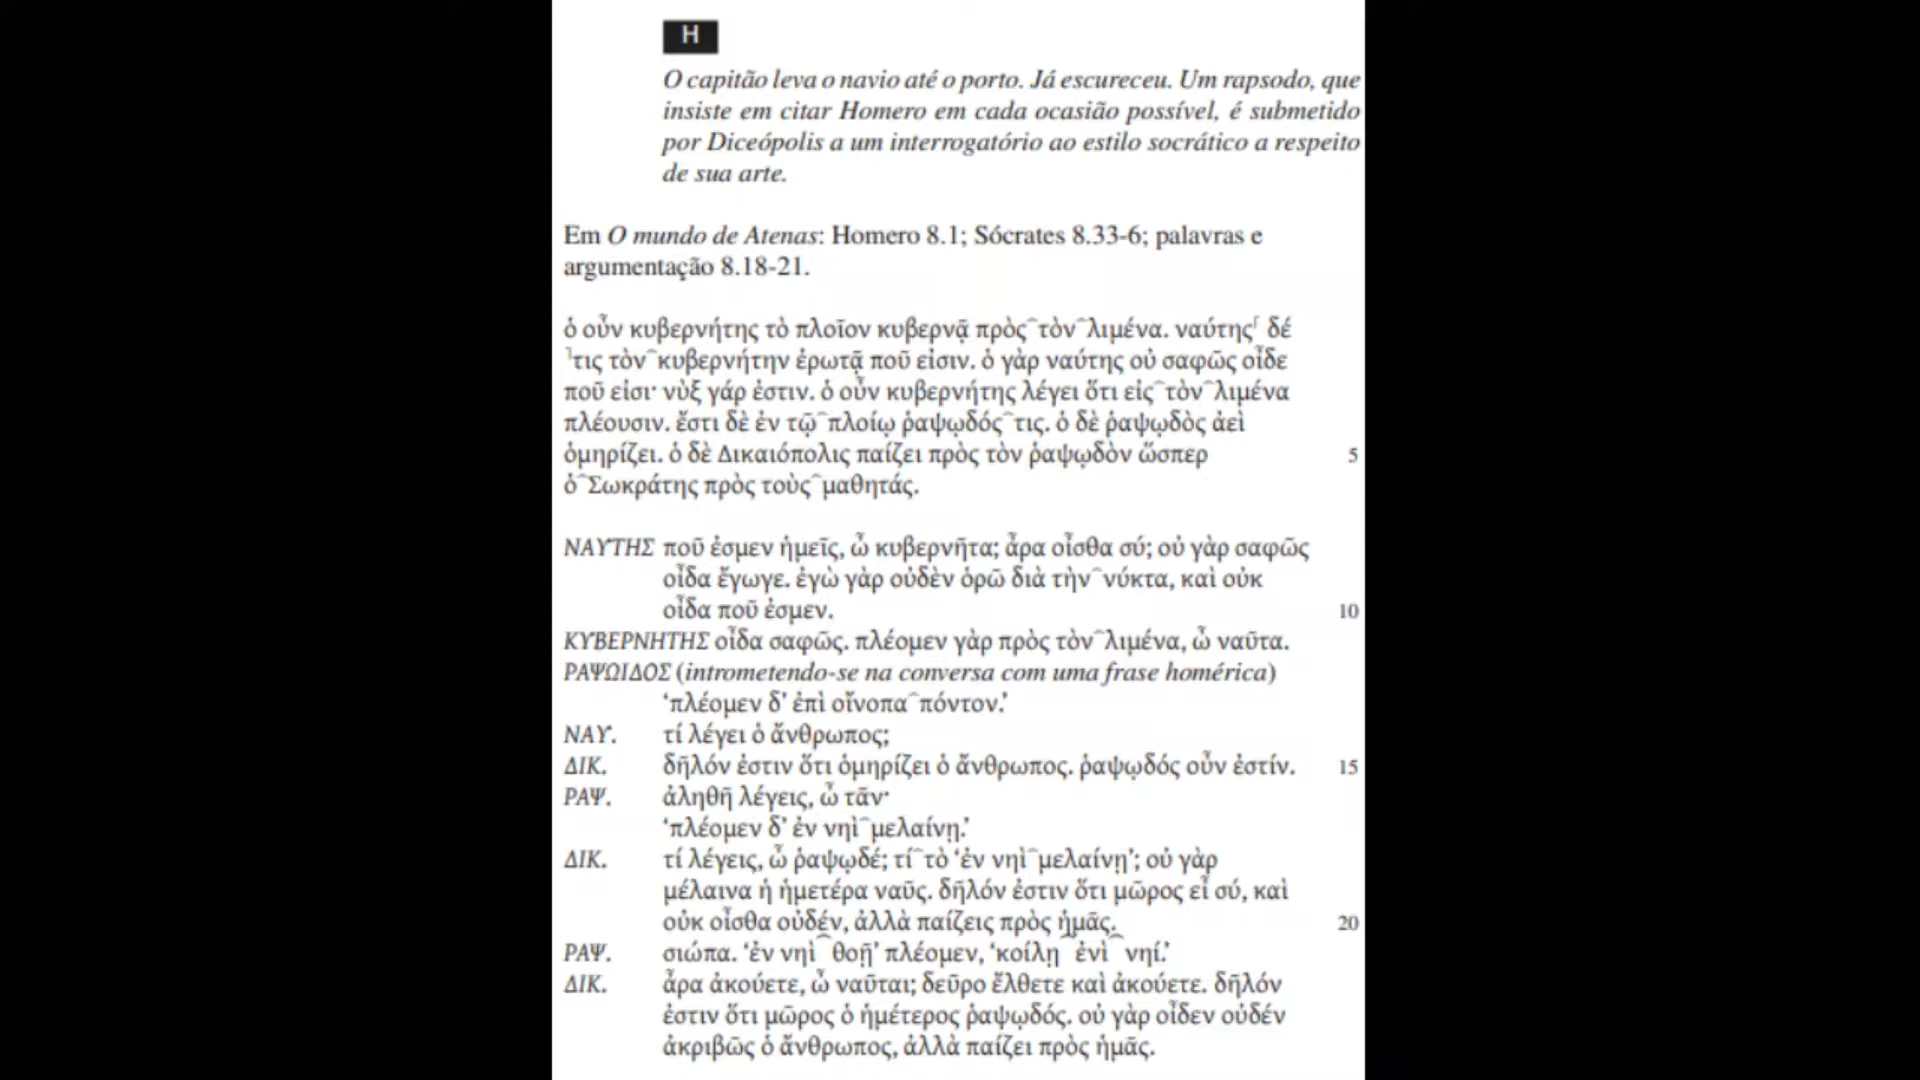 H
O capitão leva o navio até o porto. Já escureceu. Um rapsodo, que
insiste em citar Homero em cada ocasião possível, é submetido
por Diceópolis a um interrogatório ao estilo socrático a respeito
de sua arte.
Em O mundo de Atenas: Homero 8.1; Sócrates 8.33-6; palavras e
argumentação 8.18-21.
ὁ οὖν κυβερνήτης τὸ πλοῖον κυβερνᾷ πρὸς⁀τὸν⁀λιμένα. ναύτης⌈ δέ
⌉τις τὸν⁀κυβερνήτην ἐρωτᾷ ποῦ εἰσιν. ὁ γὰρ ναύτης οὐ σαφῶς οἶδε
ποῦ εἰσι· νὺξ γάρ ἐστιν. ὁ οὖν κυβερνήτης λέγει ὅτι εἰς⁀τὸν⁀λιμένα
πλέουσιν. ἔστι δὲ ἐν τῷ⁀πλοίῳ ῥαψῳδός⁀τις. ὁ δὲ ῥαψῳδὸς ἀεὶ
ὁμηρίζει. ὁ δὲ Δικαιόπολις παίζει πρὸς τὸν ῥαψῳδὸν ὥσπερ 5
ὁ⁀Σωκράτης πρὸς τοὺς⁀μαθητάς.
ΝΑΥΤΗΣ ποῦ ἐσμεν ἡμεῖς, ὦ κυβερνῆτα; ἆρα οἶσθα σύ; οὐ γὰρ σαφῶς
οἶδα ἔγωγε. ἐγὼ γὰρ οὐδὲν ὁρῶ διὰ τὴν⁀νύκτα, καὶ οὐκ
οἶδα ποῦ ἐσμεν. 10
ΚΥΒΕΡΝΗΤΗΣ οἶδα σαφῶς. πλέομεν γὰρ πρὸς τὸν⁀λιμένα, ὦ ναῦτα.
ΡΑΨΩΙΔΟΣ (intrometendo-se na conversa com uma frase homérica)
‘πλέομεν δ’ ἐπὶ οἴνοπα⁀πόντον.’
ΝΑΥ. τί λέγει ὁ ἄνθρωπος;
ΔΙΚ. δῆλόν ἐστιν ὅτι ὁμηρίζει ὁ ἄνθρωπος. ῥαψῳδός οὖν ἐστίν. 15
ΡΑΨ. ἀληθῆ λέγεις, ὦ τᾶν·
‘πλέομεν δ’ ἐν νηὶ⁀μελαίνῃ.’
ΔΙΚ. τί λέγεις, ὦ ῥαψῳδέ; τί⁀τὸ ‘ἐν νηὶ⁀μελαίνῃ’; οὐ γὰρ
μέλαινα ἡ ἡμετέρα ναῦς. δῆλόν ἐστιν ὅτι μῶρος εἶ σύ, καὶ
οὐκ οἶσθα οὐδέν, ἀλλὰ παίζεις πρὸς ἡμᾶς. 20
ΡΑΨ. σιώπα. ‘ἐν νηὶ⁀θοῇ’ πλέομεν, ‘κοίλῃ⁀ἐνὶ⁀νηί.’
ΔΙΚ. ἆρα ἀκούετε, ὦ ναῦται; δεῦρο ἔλθετε καὶ ἀκούετε. δῆλόν
ἐστιν ὅτι μῶρος ὁ ἡμέτερος ῥαψῳδός. οὐ γὰρ οἶδεν οὐδέν
ἀκριβῶς ὁ ἄνθρωπος, ἀλλὰ παίζει πρὸς ἡμᾶς.